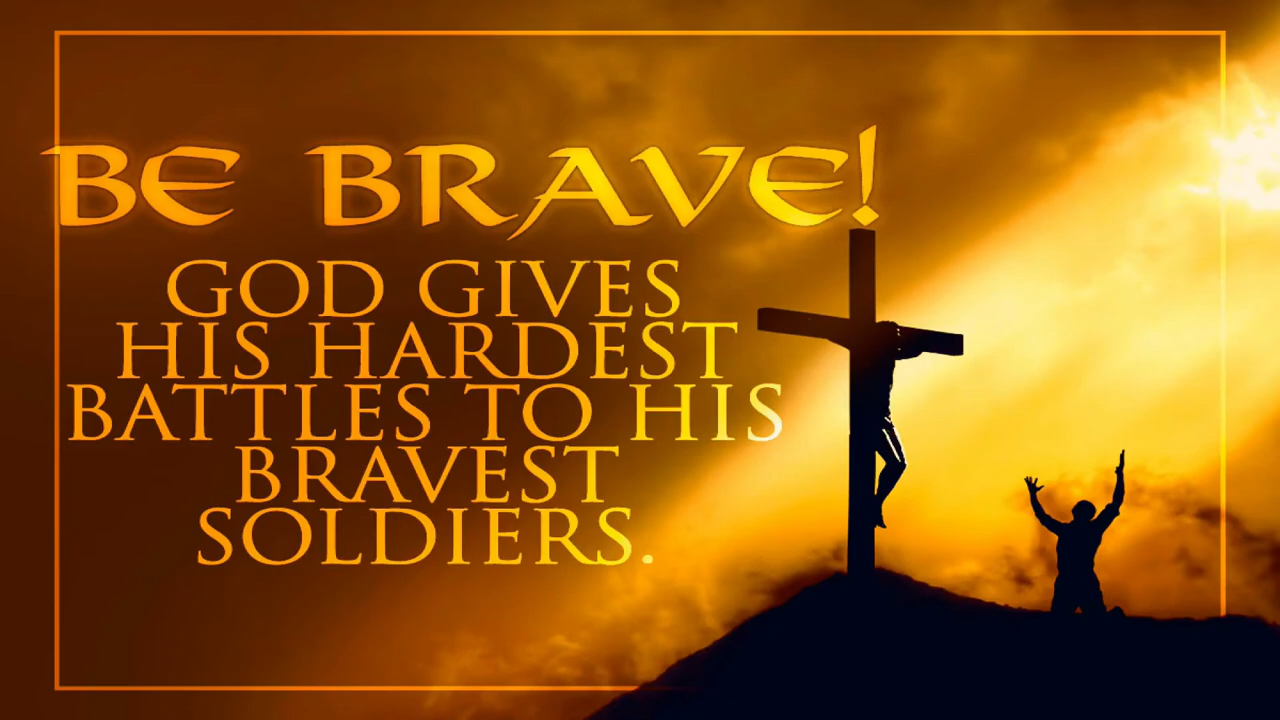 BE BRAVE!
GOD GIVES
HIS HARDEST
BATTLES TO HIS
BRAVEST
SOLDIERS.